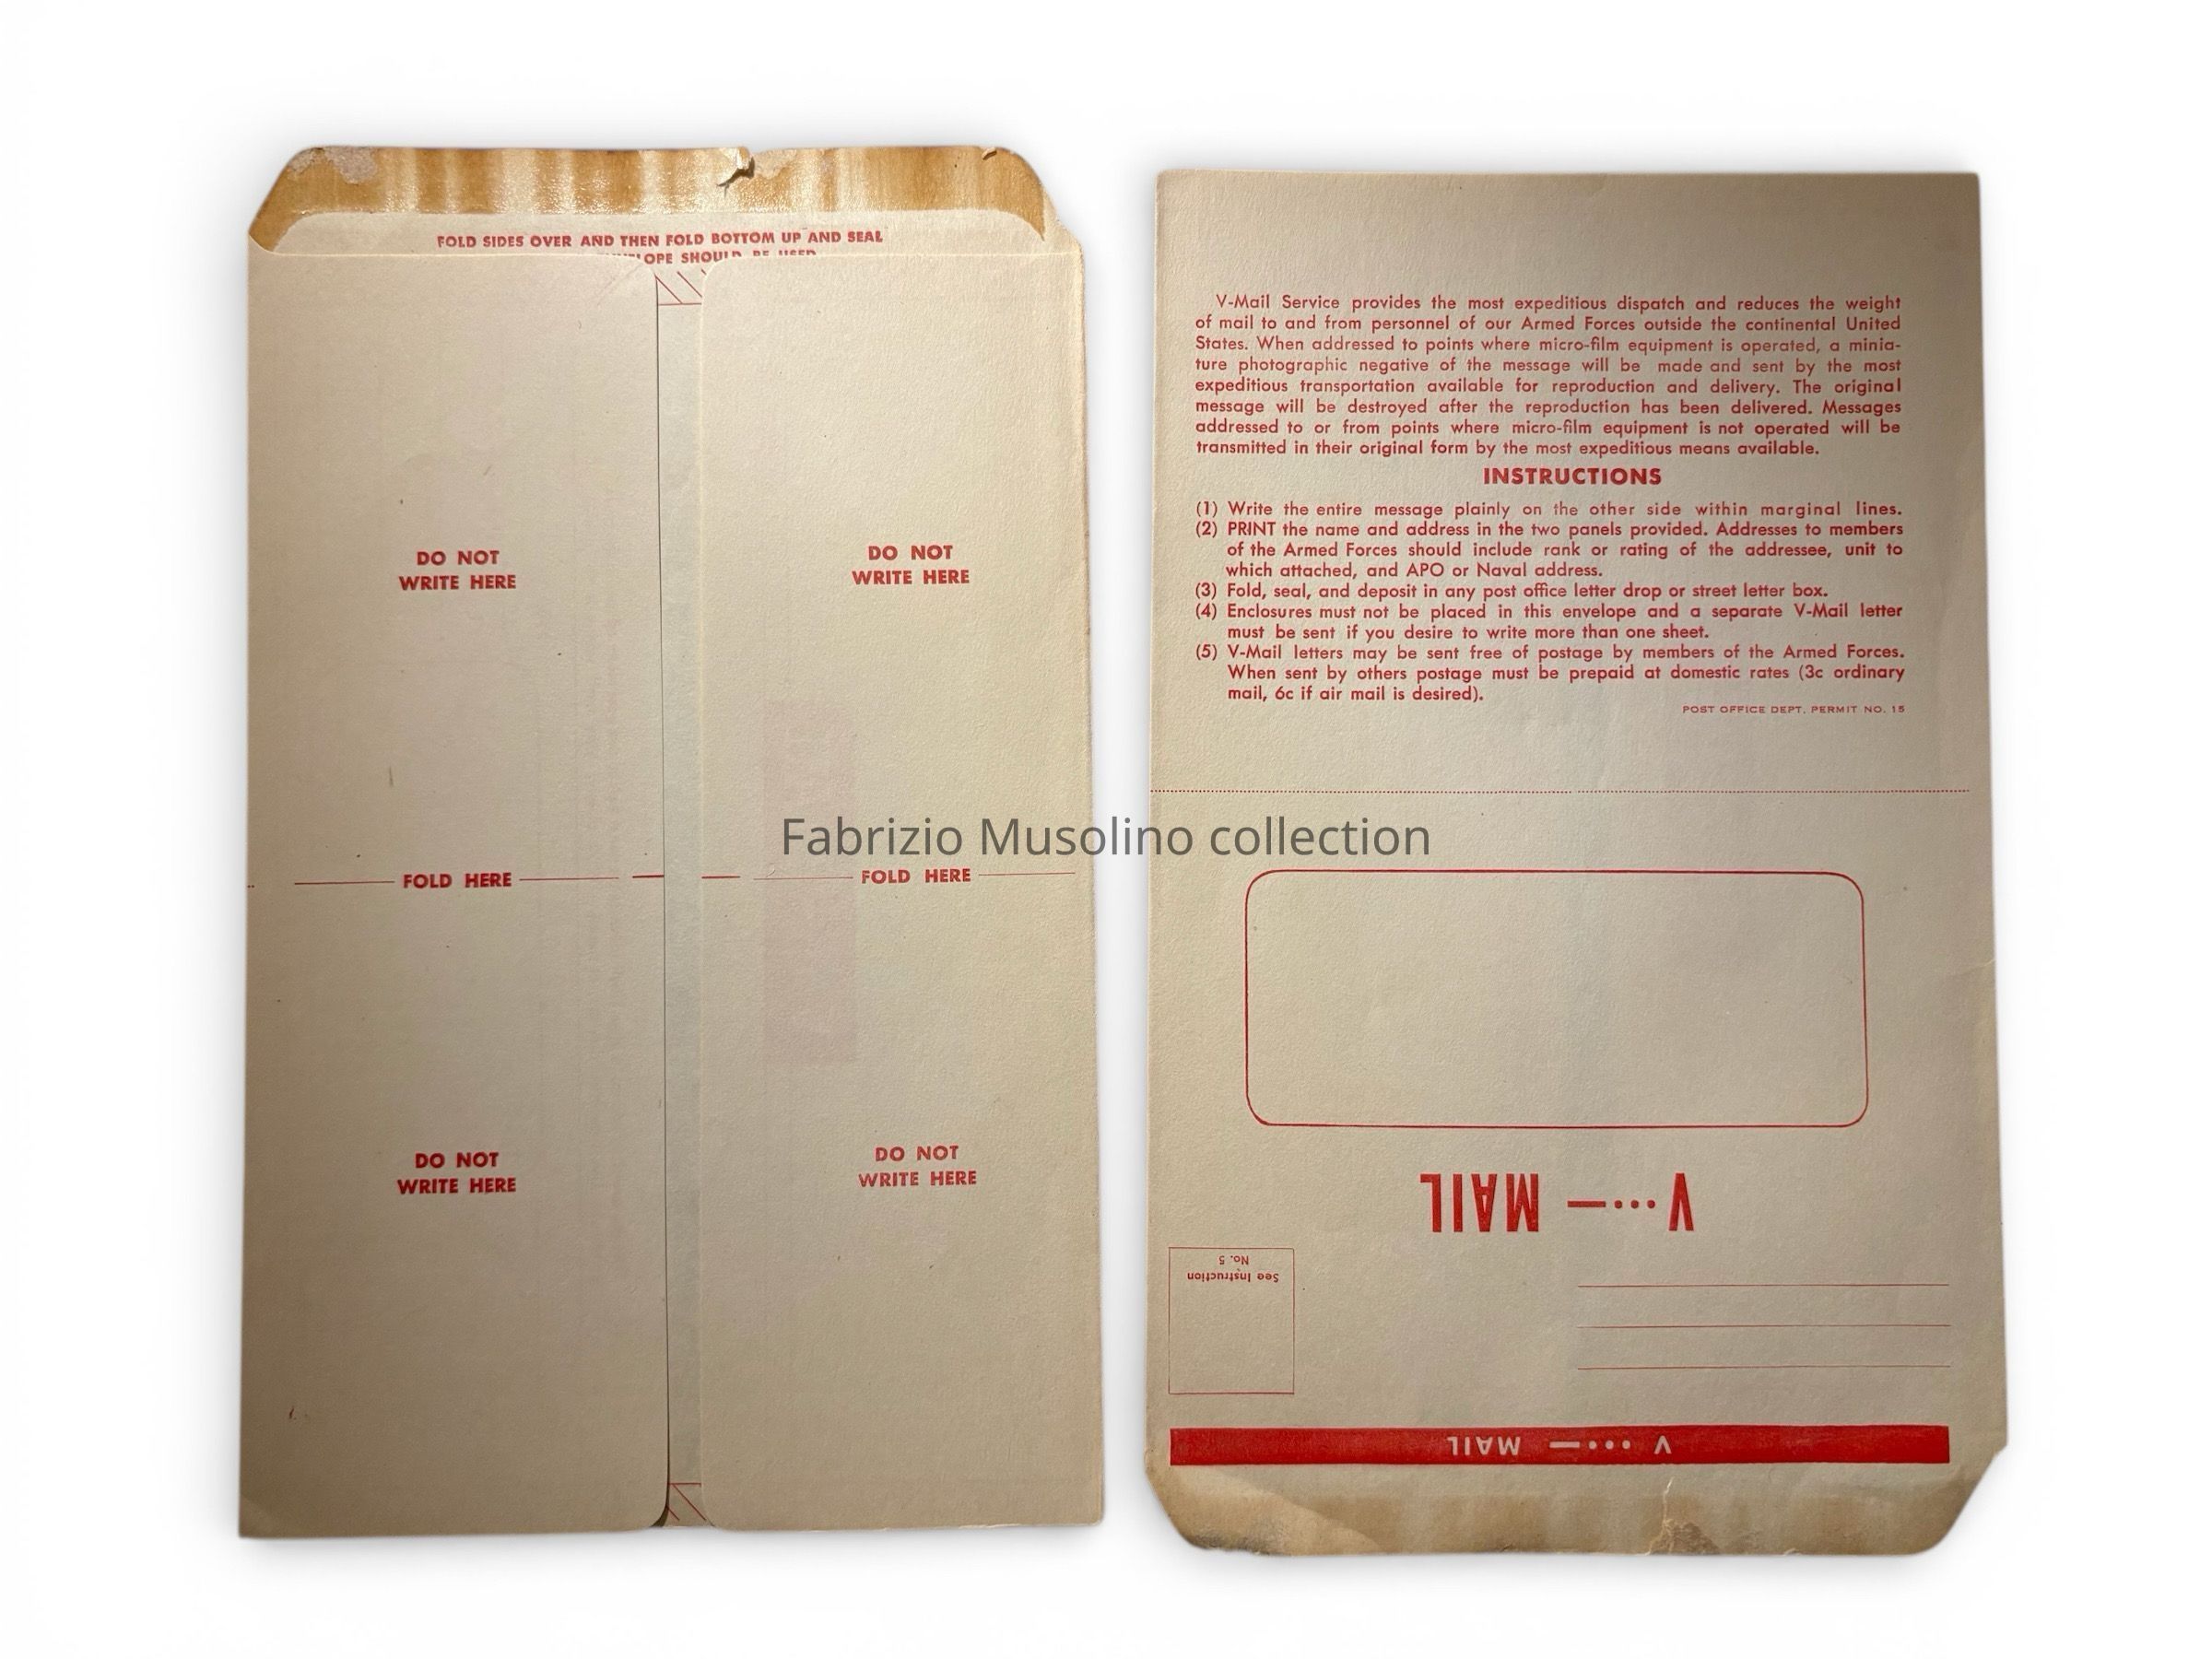 FOLD SIDES OVER AND THEN FOLD BOTTOM UP AND SEAL
SHOULD BE USED
DO NOT
WRITE HERE
DO NOT
WRITE HERE
FOLD HERE
FOLD HERE
DO NOT
WRITE HERE
DO NOT
WRITE HERE
V-Mail Service provides the most expeditious dispatch and reduces the weight
of mail to and from personnel of our Armed Forces outside the continental United
States. When addressed to points where micro-film equipment is operated, a minia-
ture photographic negative of the message will be made and sent by the most
expeditious transportation available for reproduction and delivery. The original
message will be destroyed after the reproduction has been delivered. Messages
addressed to or from points where micro-film equipment is not operated will be
transmitted in their original form by the most expeditious means available.
INSTRUCTIONS
(1) Write the entire message plainly on the other side within marginal lines.
(2) PRINT the name and address in the two panels provided. Addresses to members
of the Armed Forces should include rank or rating of the addressee, unit to
which attached, and APO or Naval address.
(3) Fold, seal, and deposit in any post office letter drop or street letter box.
(4) Enclosures must not be placed in this envelope and a separate V-Mail letter
must be sent if you desire to write more than one sheet.
(5) V-Mail letters may be sent free of postage by members of the Armed Forces.
When sent by others postage must be prepaid at domestic rates (3c ordinary
mail, 6c if air mail is desired).
POST OFFICE DEPT. PERMIT NO. 15
V ···— MAIL
See Instruction
No. 5
V ···— MAIL
Fabrizio Musolino collection